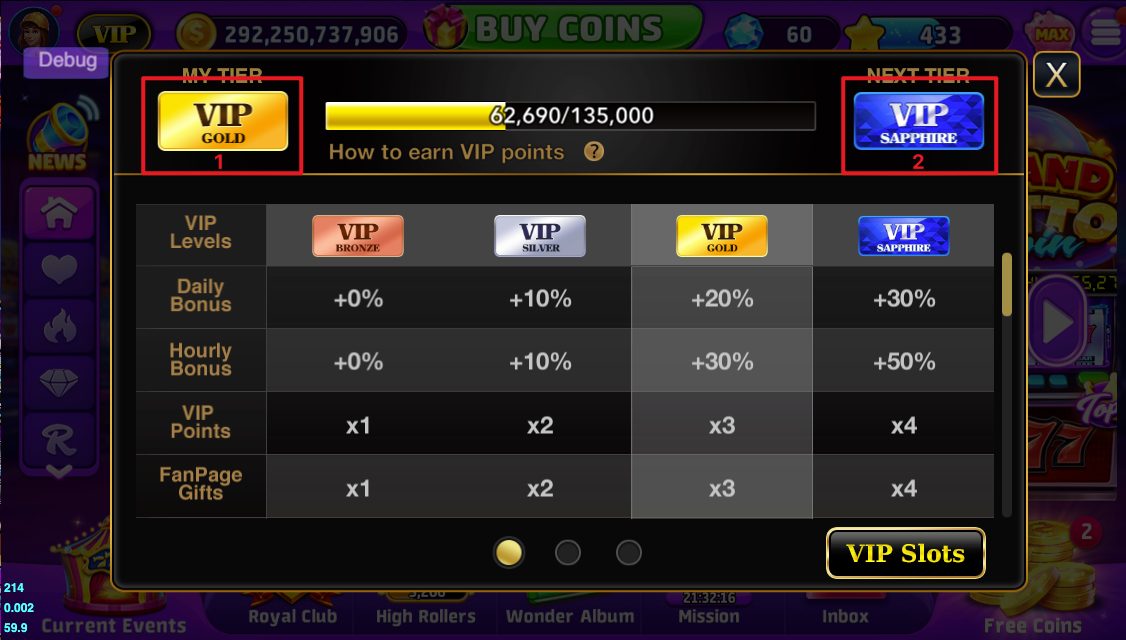 VIP
292,250,737,906
BUY COINS
60
433
MAX
Debug
MY TIER
NEXT TIER
X
VIP
GOLD
1
62,690/135,000
How to earn VIP points ?
VIP
SAPPHIRE
2
NEWS
VIP
Levels
VIP
BRONZE
VIP
SILVER
VIP
GOLD
VIP
SAPPHIRE
Daily
Bonus
+0%
+10%
+20%
+30%
Hourly
Bonus
+0%
+10%
+30%
+50%
VIP
Points
x1
x2
x3
x4
FanPage
Gifts
x1
x2
x3
x4
R
Top
77
VIP Slots
2
214
0.002
59.9
21:32:16
Current Events
Royal Club
High Rollers
Wonder Album
Mission
Inbox
Free Coins